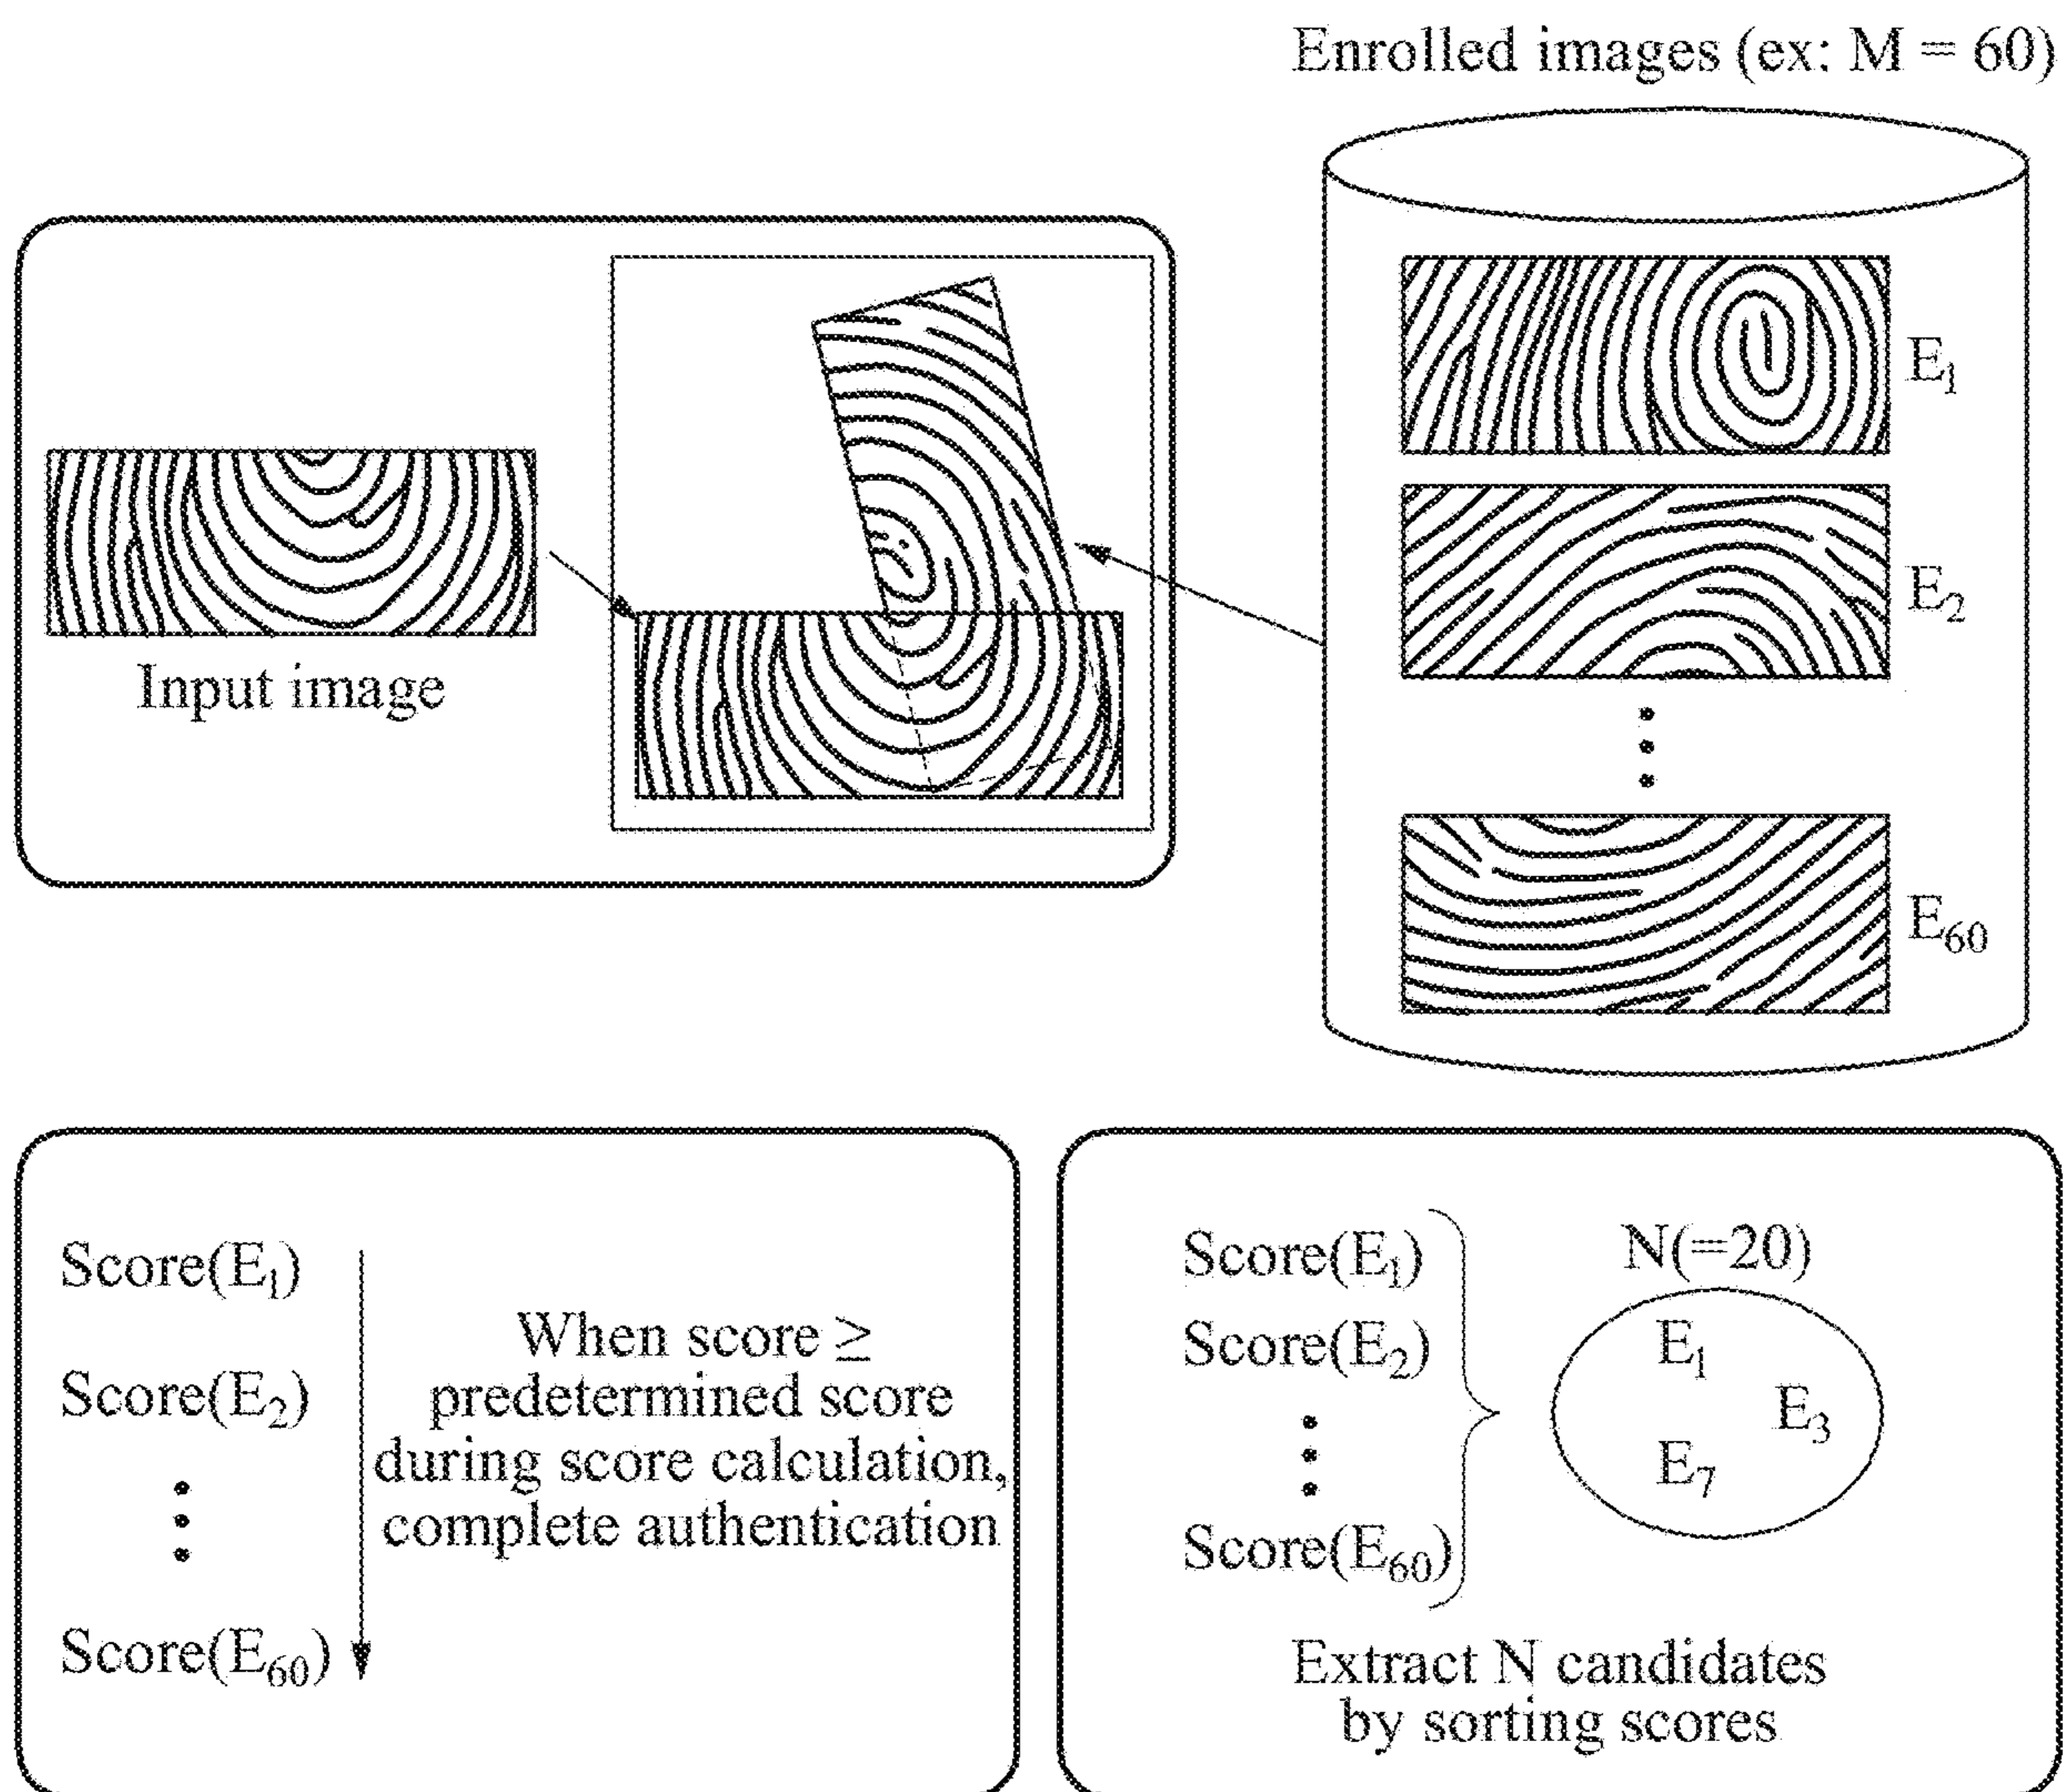 Enrolled images (ex: M = 60)
E₁
E₂
E₆₀
Input image
Score(E₁)
Score(E₂)
Score(E₆₀)
When score ≥
predetermined score
during score calculation,
complete authentication
Score(E₁)
Score(E₂)
Score(E₆₀)
N(=20)
E₁
E₃
E₇
Extract N candidates
by sorting scores